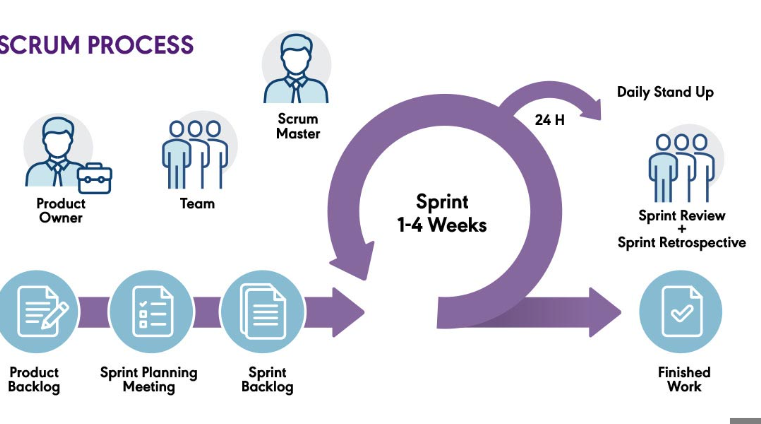 SCRUM PROCESS
Scrum
Master
Product
Owner
Team
Sprint
1-4 Weeks
24 H
Daily Stand Up
Sprint Review
+
Sprint Retrospective
Product
Backlog
Sprint Planning
Meeting
Sprint
Backlog
Finished
Work